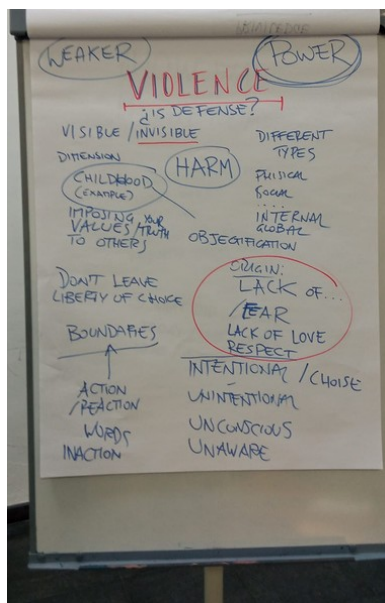 WEAKER
POWER
VIOLENCE
¿IS DEFENSE?
VISIBLE / INVISIBLE
DIMENSION
CHILDHOOD
(EXAMPLE)
IMPOSING YOUR
VALUES/TRUTH
TO OTHERS
HARM
OBJEGTIFICATION
DIFFERENT
TYPES
PHISICAL
SOCIAL
....
INTERNAL
GLOBAL
DON'T LEAVE
LIBERTY OF CHOICE
BOUNDARIES
ACTION
/REACTION
WORDS
INACTION
ORIGIN:
LACK OF...
/FEAR
LACK OF LOVE
RESPECT
INTENTIONAL / CHOISE
UNINTENTIONAL
UNCONSCIOUS
UNAWARE